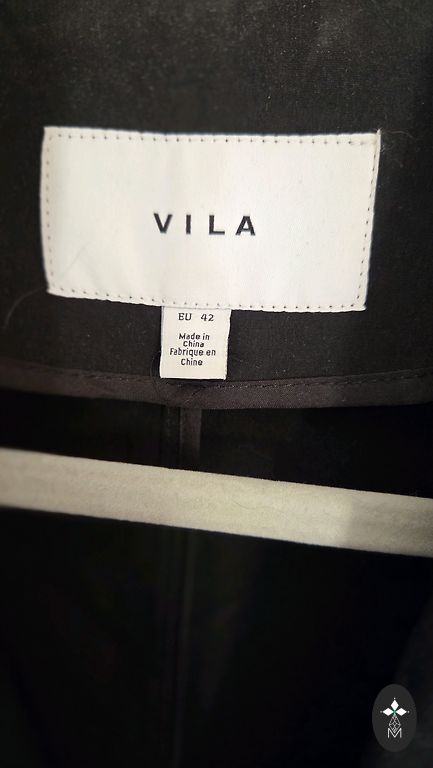 VILA
EU 42
Made in
China
Fabrique en
Chine
M